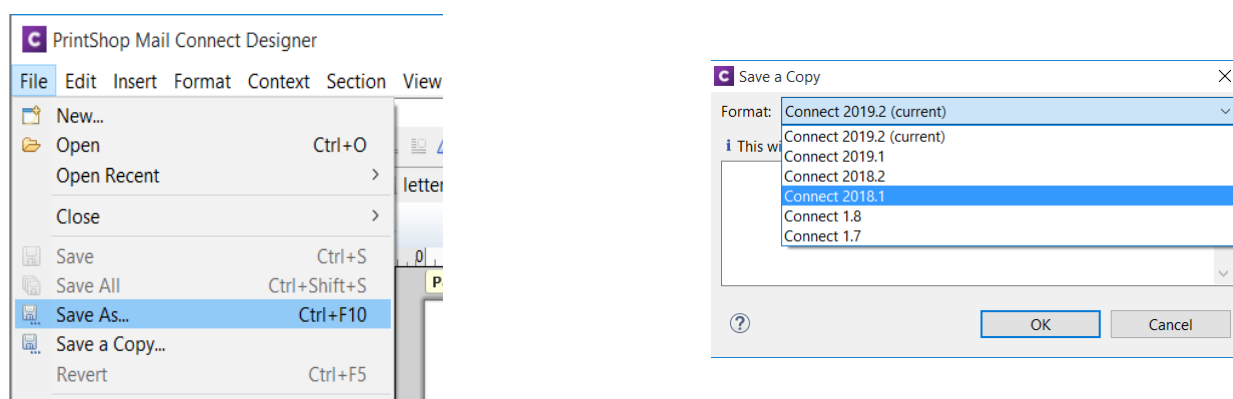 C PrintShop Mail Connect Designer
File Edit Insert Format Context Section View
New...
Open Ctrl+O
Open Recent
letter
Close
Save Ctrl+S
0
Save All Ctrl+Shift+S
P
Save As... Ctrl+F10
Save a Copy...
Revert Ctrl+F5
C Save a Copy
Format: Connect 2019.2 (current)
Connect 2019.2 (current)
i This wi
Connect 2019.1
Connect 2018.2
Connect 2018.1
Connect 1.8
Connect 1.7
?
OK Cancel